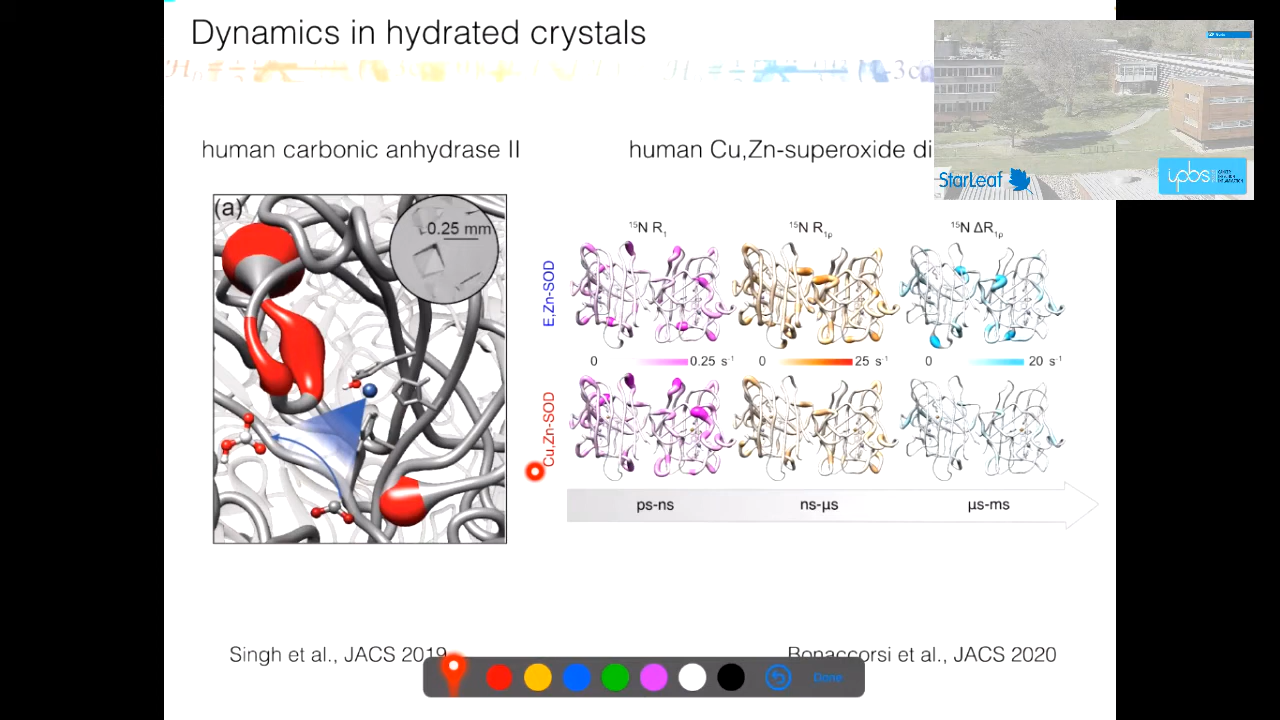 Dynamics in hydrated crystals
human carbonic anhydrase II
human Cu,Zn-superoxide di
StarLeaf
ipbs
(a)
0.25 mm
¹⁵N R₁
¹⁵N R₁ρ
¹⁵N ΔR₁ρ
E,Zn-SOD
0
0.25 s⁻¹
0
25 s⁻¹
0
20 s⁻¹
Cu,Zn-SOD
ps-ns
ns-μs
μs-ms
Singh et al., JACS 2019
Bonaccorsi et al., JACS 2020
Done